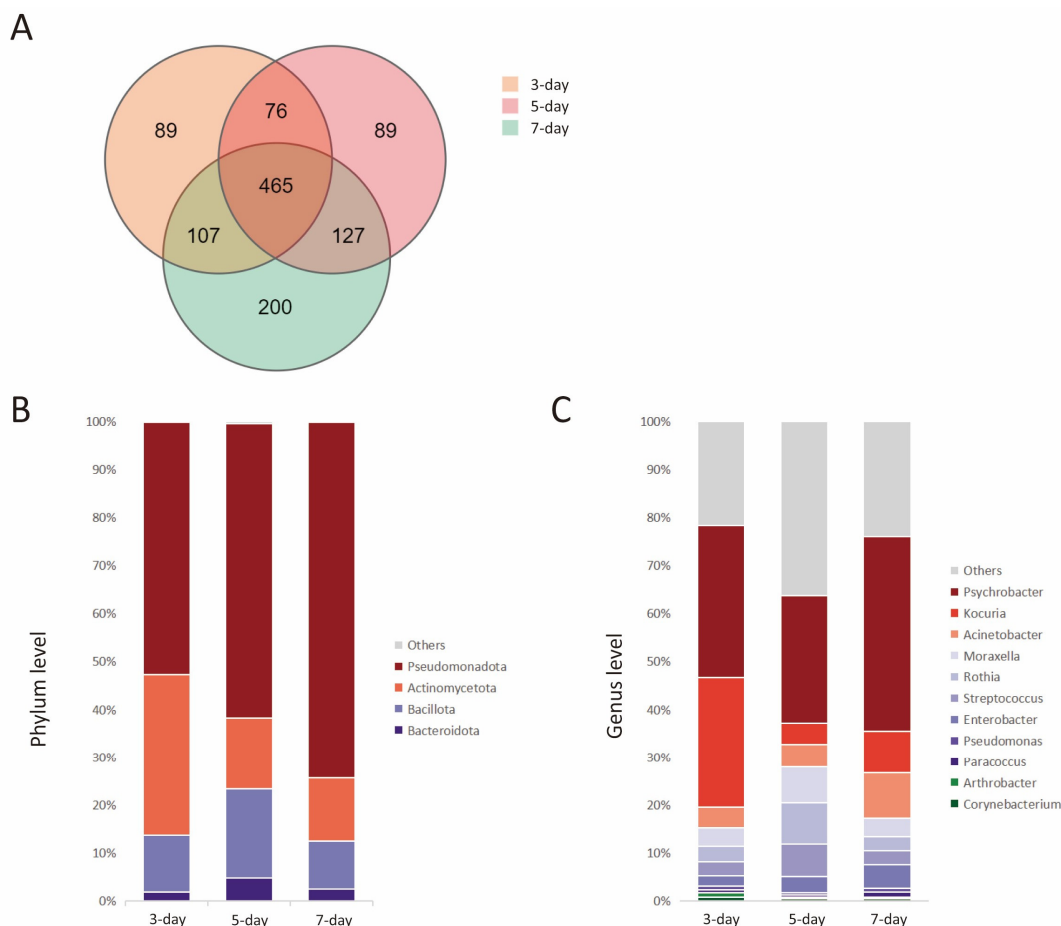 A
3-day
5-day
7-day
89
76
89
465
107
127
200
B
100%
90%
80%
70%
60%
50%
40%
30%
20%
10%
0%
Phylum level
3-day
5-day
7-day
Others
Pseudomonadota
Actinomycetota
Bacillota
Bacteroidota
C
100%
90%
80%
70%
60%
50%
40%
30%
20%
10%
0%
Genus level
3-day
5-day
7-day
Others
Psychrobacter
Kocuria
Acinetobacter
Moraxella
Rothia
Streptococcus
Enterobacter
Pseudomonas
Paracoccus
Arthrobacter
Corynebacterium